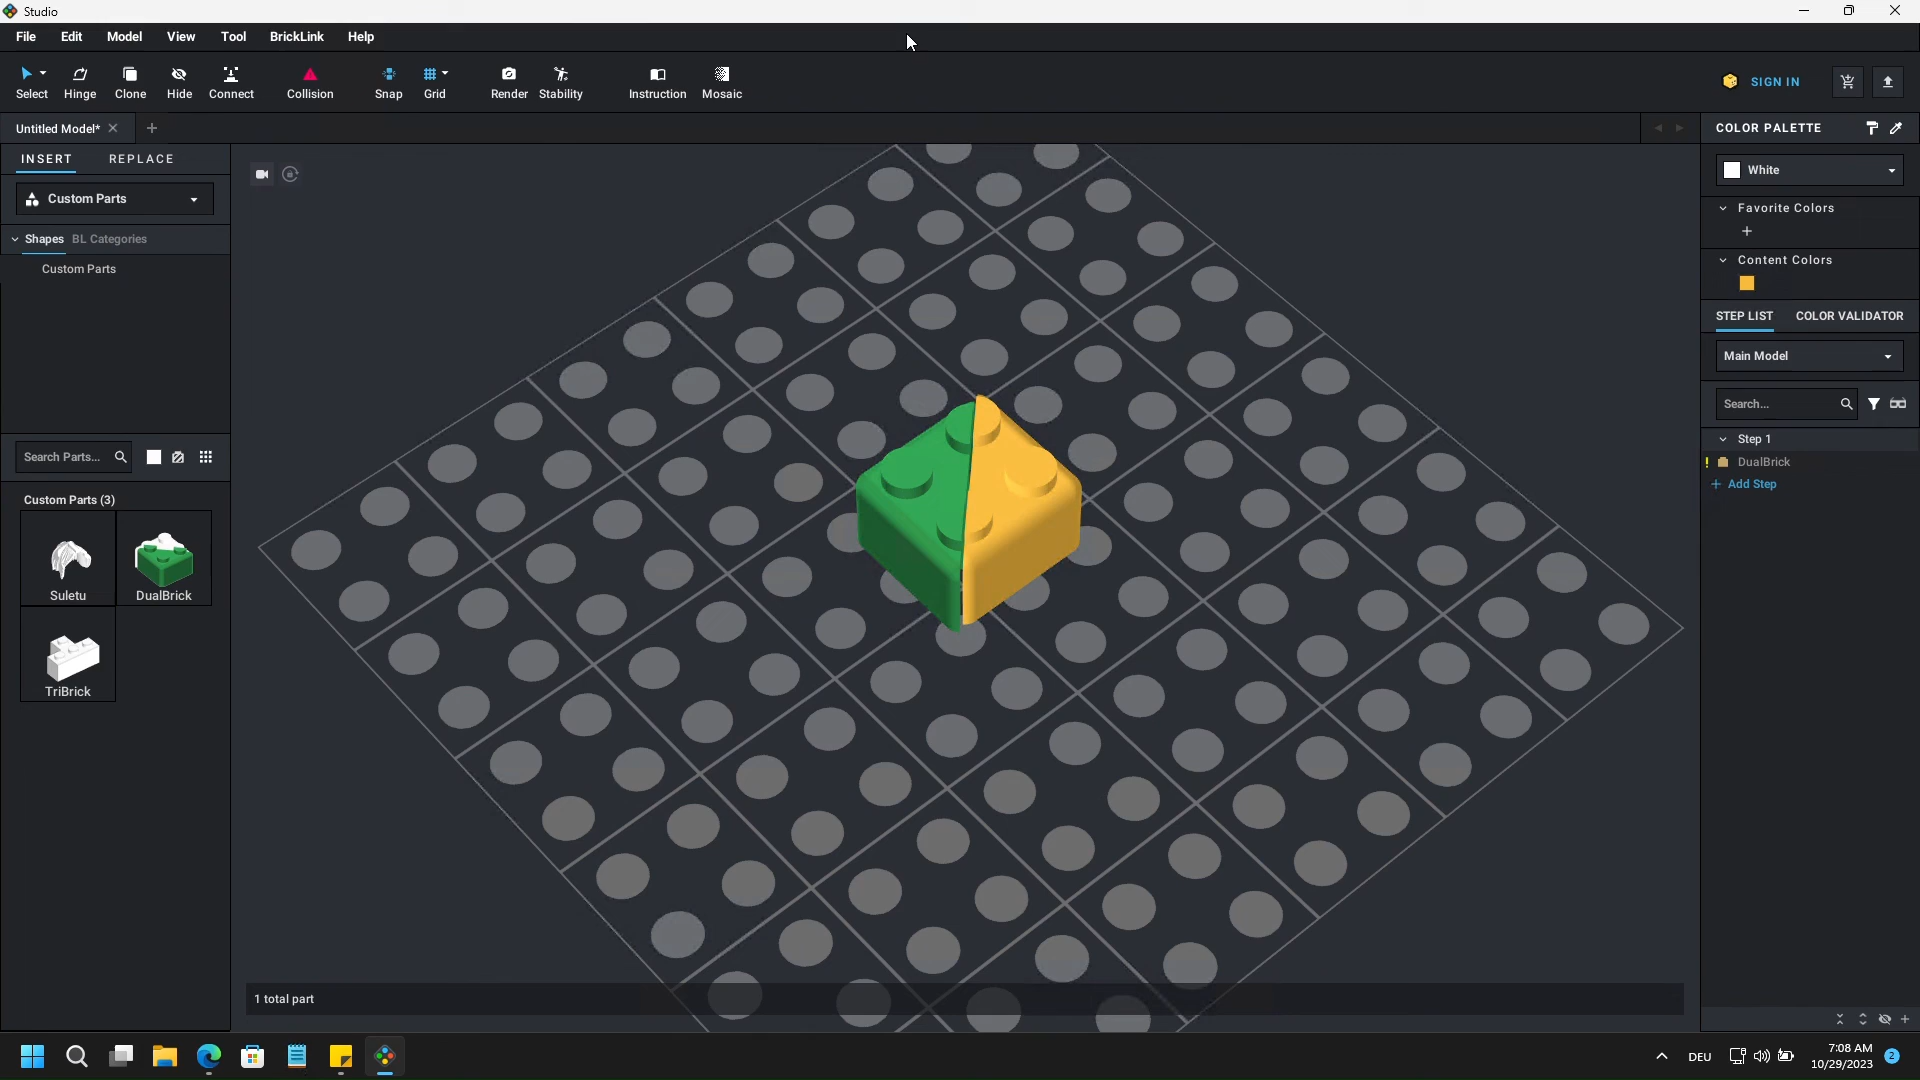 Studio
File Edit Model View Tool BrickLink Help
Select Hinge Clone Hide Connect Collision Snap Grid Render Stability Instruction Mosaic
SIGN IN
Untitled Model*
COLOR PALETTE
INSERT REPLACE
White
Custom Parts
Favorite Colors
Shapes BL Categories
Content Colors
Custom Parts
STEP LIST COLOR VALIDATOR
Main Model
Search...
Step 1
Search Parts...
DualBrick
Add Step
Custom Parts (3)
Suletu DualBrick
TriBrick
1 total part
DEU
7:08 AM
10/29/2023
2